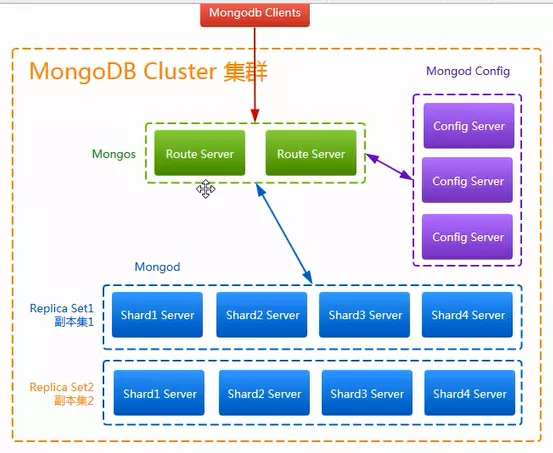 Mongodb Clients
MongoDB Cluster 集群
Mongod Config
Config Server
Config Server
Config Server
Mongos
Route Server
Route Server
Mongod
Replica Set1
副本集1
Shard1 Server
Shard2 Server
Shard3 Server
Shard4 Server
Replica Set2
副本集2
Shard1 Server
Shard2 Server
Shard3 Server
Shard4 Server